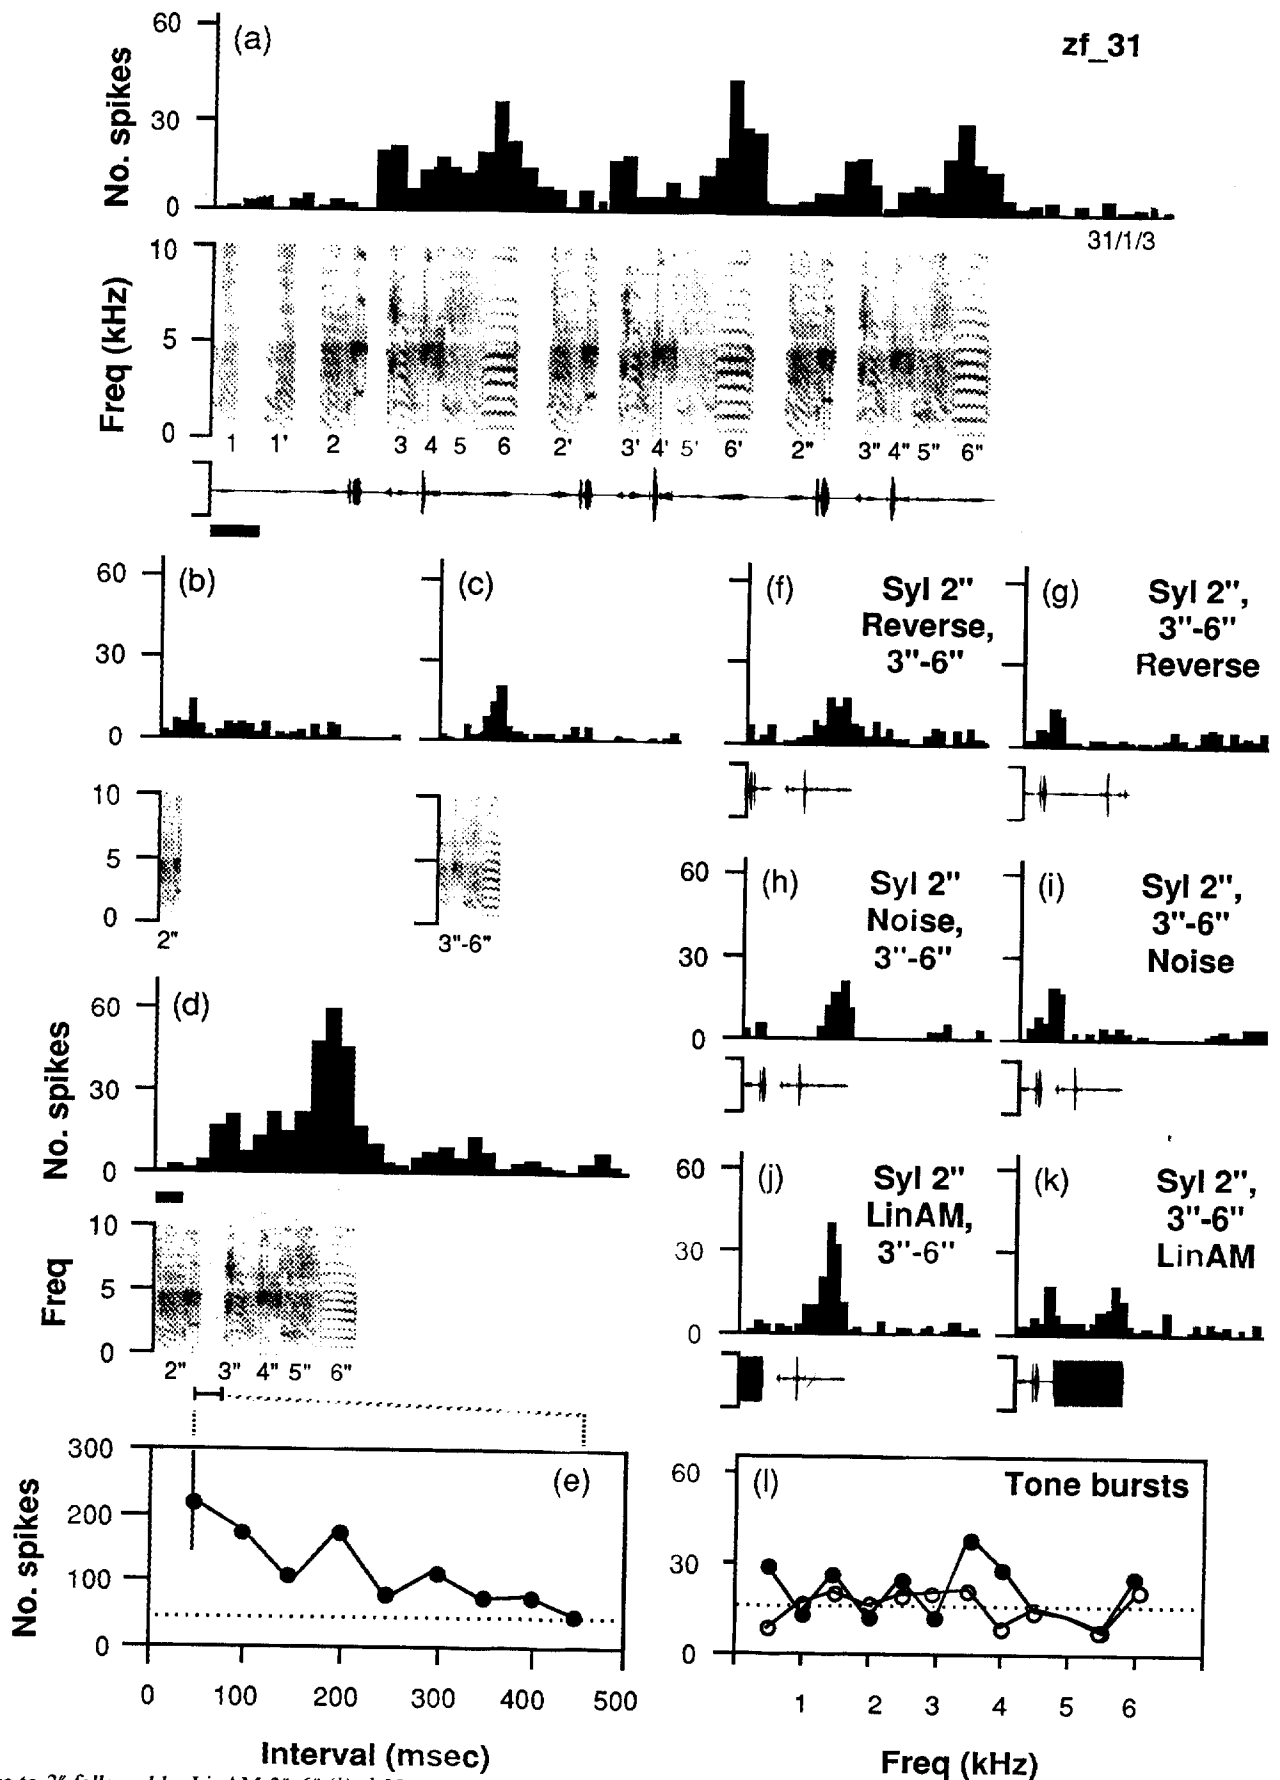 zf_31
(a)
No. spikes
60
30
0
31/1/3
Freq (kHz)
10
5
0
1 1' 2 3 4 5 6 2' 3' 4' 5' 6' 2" 3" 4" 5" 6"
(b)
60
30
0
10
5
0
2"
(c)
3"-6"
(d)
No. spikes
60
30
0
Freq
10
5
0
2" 3" 4" 5" 6"
(e)
No. spikes
300
200
100
0
0 100 200 300 400 500
Interval (msec)
(f)
Syl 2"
Reverse,
3"-6"
(g)
Syl 2",
3"-6"
Reverse
(h)
60
30
0
Syl 2"
Noise,
3"-6"
(i)
Syl 2",
3"-6"
Noise
(j)
60
30
0
Syl 2"
LinAM,
3"-6"
(k)
Syl 2",
3"-6"
LinAM
(l)
Tone bursts
60
30
0
1 2 3 4 5 6
Freq (kHz)